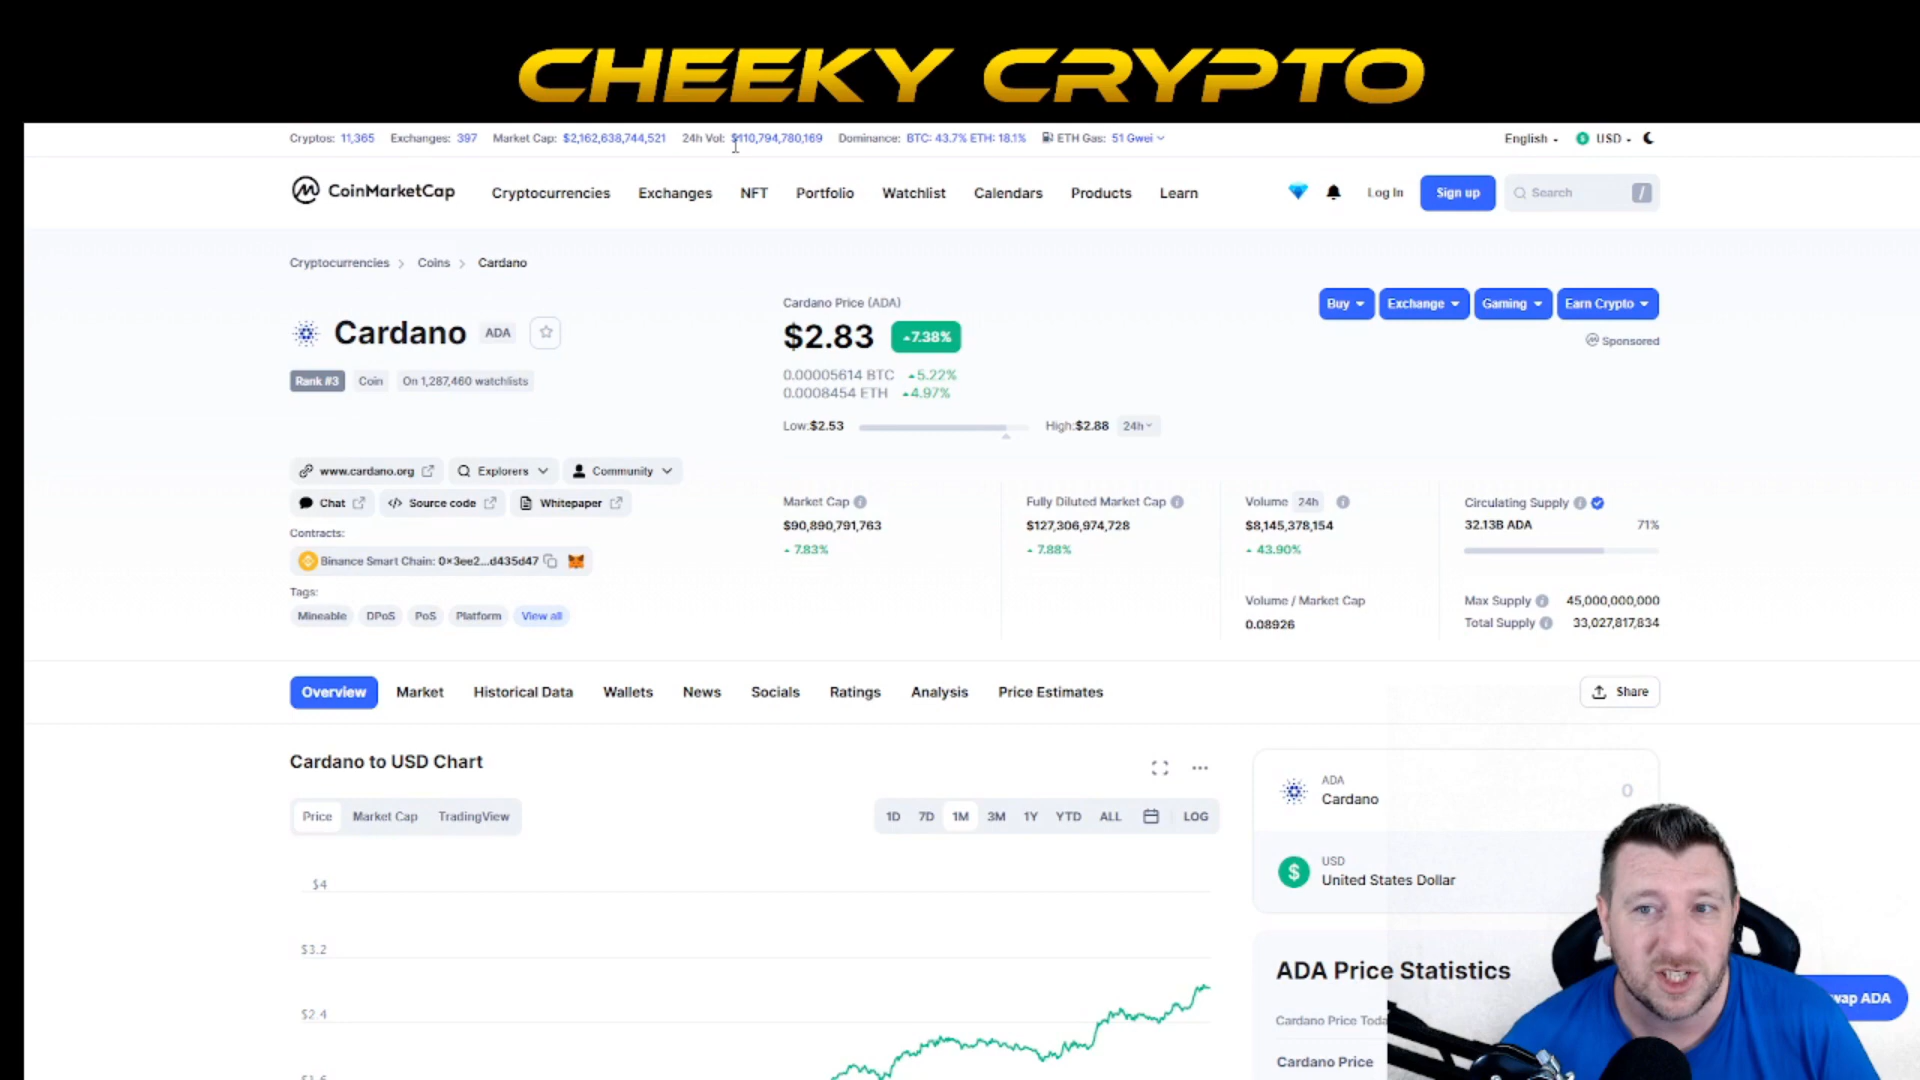 CHEEKY CRYPTO
Cryptos: 11,365 Exchanges: 397 Market Cap: $2,162,638,744,521 24h Vol: $110,794,780,169 Dominance: BTC: 43.7% ETH: 18.1% ETH Gas: 51 Gwei English USD
CoinMarketCap Cryptocurrencies Exchanges NFT Portfolio Watchlist Calendars Products Learn Log In Sign up Search /
Cryptocurrencies > Coins > Cardano
Cardano Price (ADA)
Buy Exchange Gaming Earn Crypto
Cardano ADA
$2.83 7.38%
Sponsored
Rank #3 Coin On 1,287,460 watchlists
0.00005614 BTC 5.22%
0.0008454 ETH 4.97%
Low:$2.53 High:$2.88 24h
www.cardano.org Explorers Community
Chat Source code Whitepaper
Contracts:
Binance Smart Chain: 0x3ee2...d435d47
Tags:
Mineable DPoS PoS Platform View all
Market Cap
$90,890,791,763
7.83%
Fully Diluted Market Cap
$127,306,974,728
7.88%
Volume 24h
$8,145,378,154
43.90%
Volume / Market Cap
0.08926
Circulating Supply
32.13B ADA 71%
Max Supply 45,000,000,000
Total Supply 33,027,817,834
Overview Market Historical Data Wallets News Socials Ratings Analysis Price Estimates Share
Cardano to USD Chart
Price Market Cap TradingView 1D 7D 1M 3M 1Y YTD ALL LOG
$4
$3.2
$2.4
ADA
Cardano 0
USD
$ United States Dollar
ADA Price Statistics
Cardano Price Toda
Cardano Price
wap ADA